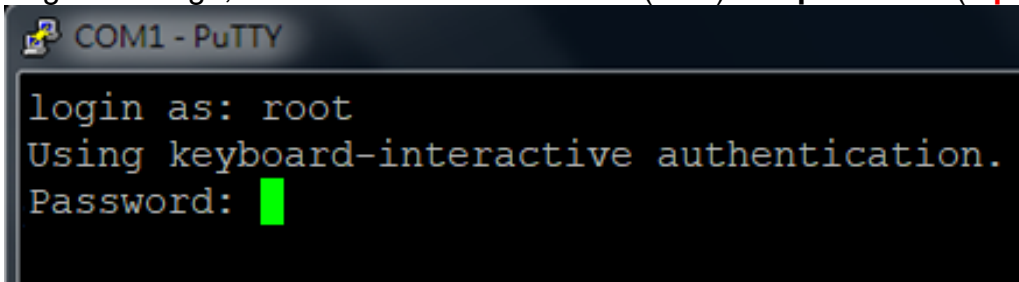 COM1 - PuTTY
login as: root
Using keyboard-interactive authentication.
Password: